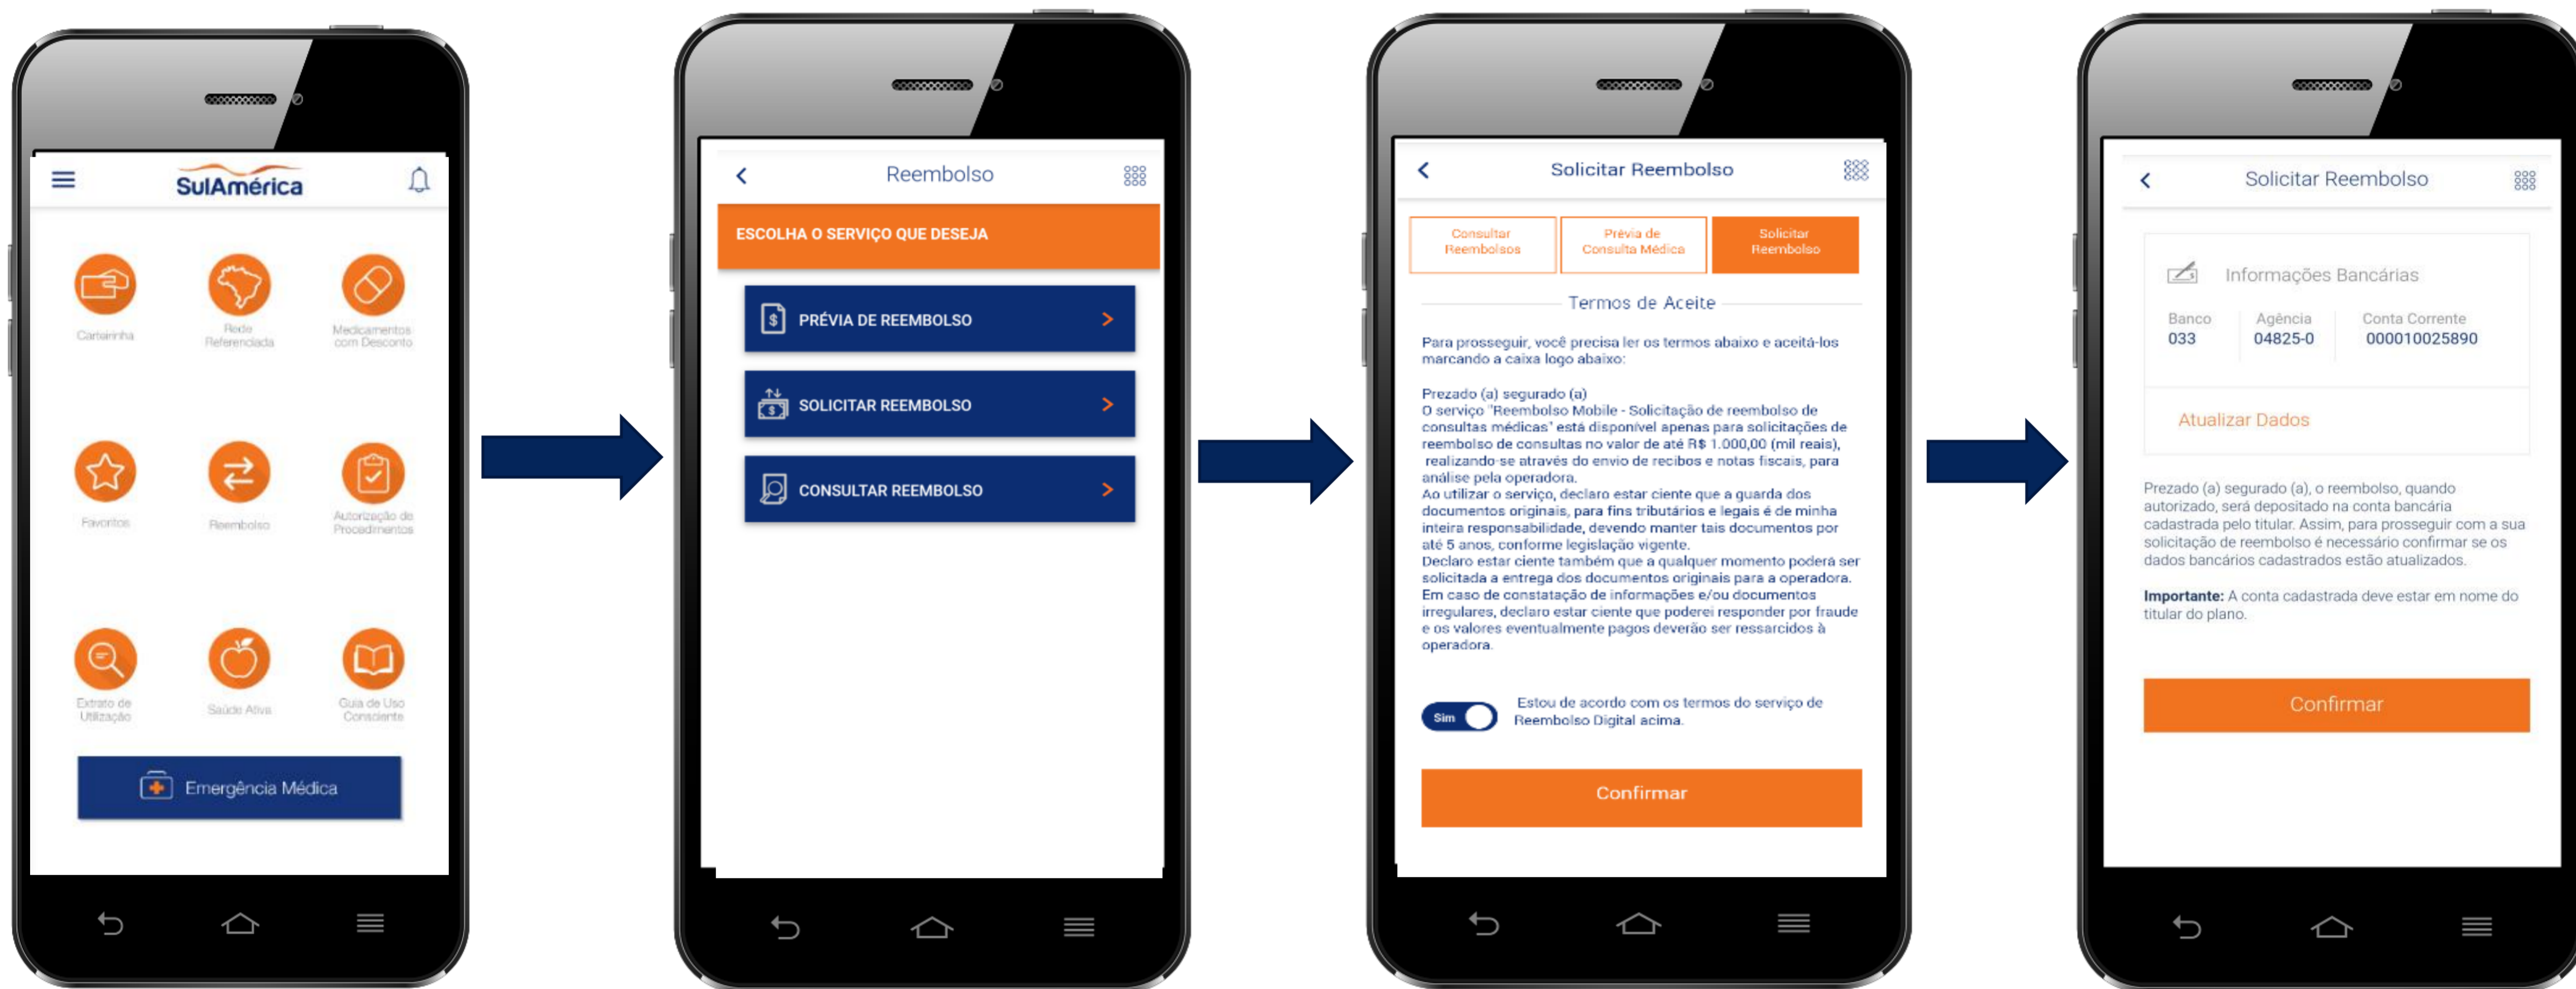 SulAmérica
Carteirinha
Rede
Referenciada
Medicamentos
com Desconto
Favoritos
Reembolso
Autorização de
Procedimentos
Extrato de
Utilização
Saúde Ativa
Guia de Uso
Consciente
Emergência Médica
Reembolso
ESCOLHA O SERVIÇO QUE DESEJA
PRÉVIA DE REEMBOLSO
SOLICITAR REEMBOLSO
CONSULTAR REEMBOLSO
Solicitar Reembolso
Consultar
Reembolsos
Prévia de
Consulta Médica
Solicitar
Reembolso
Termos de Aceite
Para prosseguir, você precisa ler os termos abaixo e aceitá-los
marcando a caixa logo abaixo:
Prezado (a) segurado (a)
O serviço "Reembolso Mobile - Solicitação de reembolso de
consultas médicas" está disponível apenas para solicitações de
reembolso de consultas no valor de até R$ 1.000,00 (mil reais),
realizando-se através do envio de recibos e notas fiscais, para
análise pela operadora.
Ao utilizar o serviço, declaro estar ciente que a guarda dos
documentos originais, para fins tributários e legais é de minha
inteira responsabilidade, devendo manter tais documentos por
até 5 anos, conforme legislação vigente.
Declaro estar ciente também que a qualquer momento poderá ser
solicitada a entrega dos documentos originais para a operadora.
Em caso de constatação de informações e/ou documentos
irregulares, declaro estar ciente que poderei responder por fraude
e os valores eventualmente pagos deverão ser ressarcidos à
operadora.
Sim
Estou de acordo com os termos do serviço de
Reembolso Digital acima.
Confirmar
Solicitar Reembolso
Informações Bancárias
Banco
033
Agência
04825-0
Conta Corrente
000010025890
Atualizar Dados
Prezado (a) segurado (a), o reembolso, quando
autorizado, será depositado na conta bancária
cadastrada pelo titular. Assim, para prosseguir com a sua
solicitação de reembolso é necessário confirmar se os
dados bancários cadastrados estão atualizados.
Importante: A conta cadastrada deve estar em nome do
titular do plano.
Confirmar